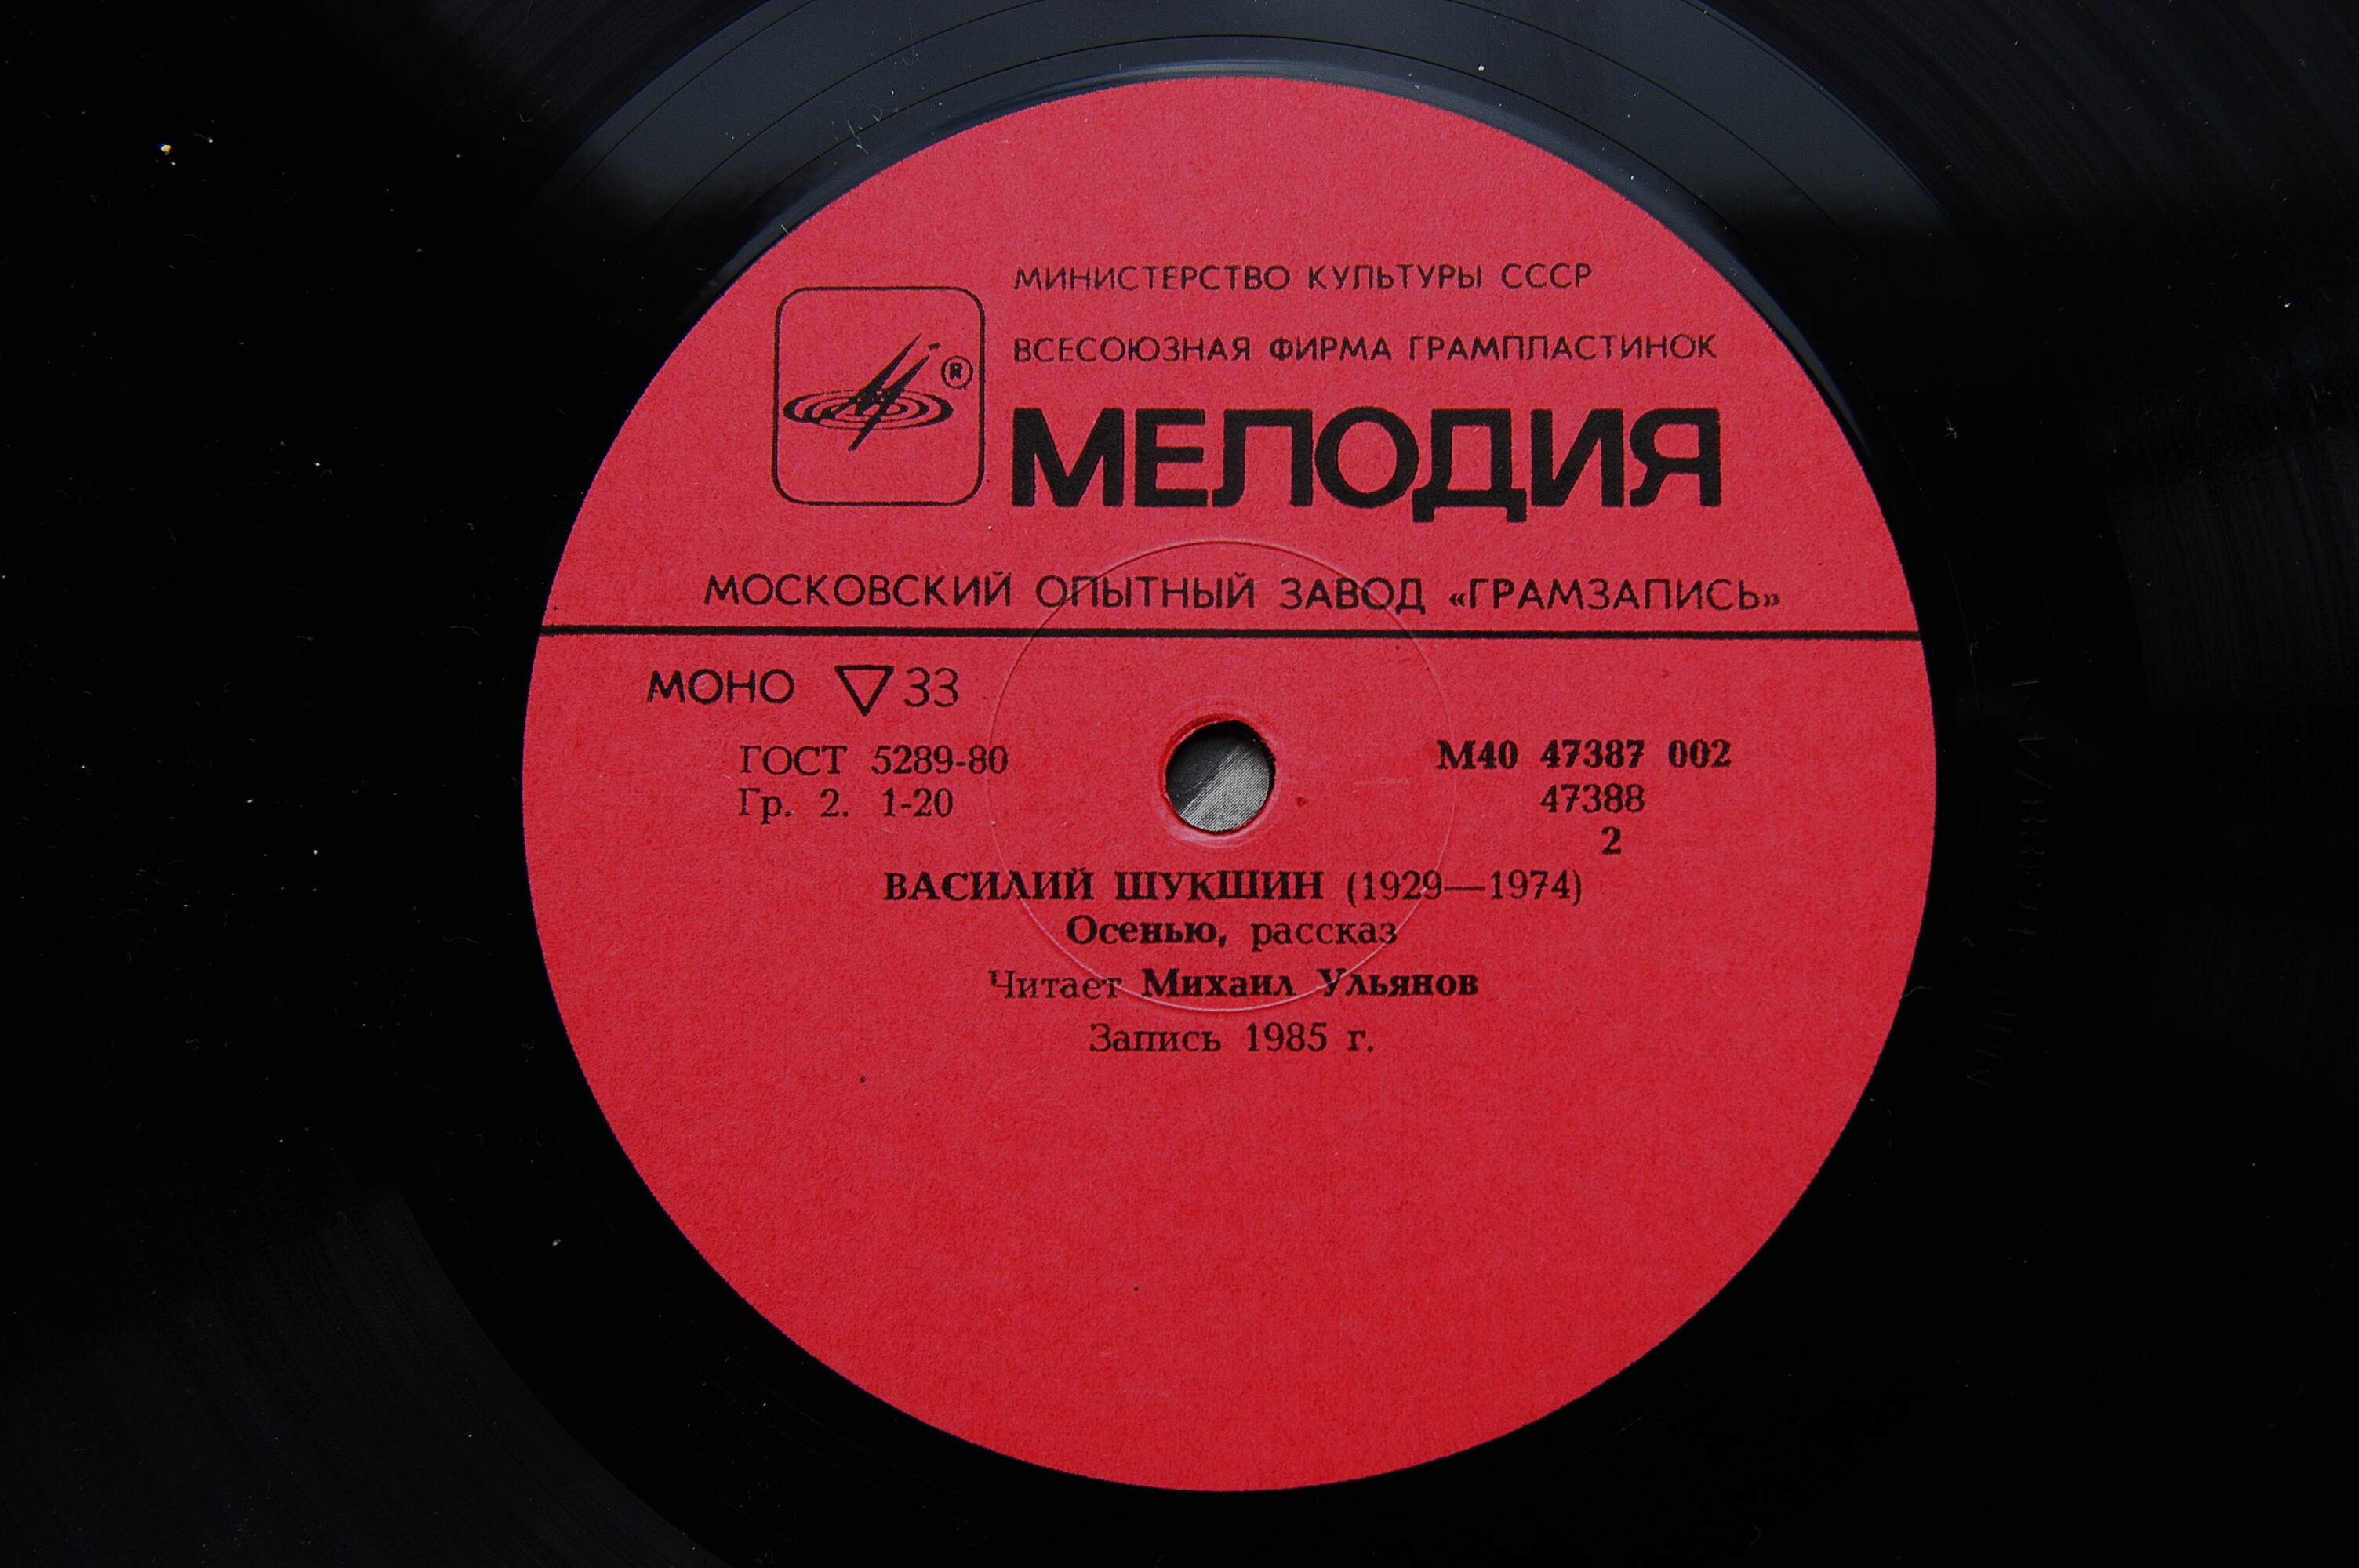 МИНИСТЕРСТВО КУЛЬТУРЫ СССР
ВСЕСОЮЗНАЯ ФИРМА ГРАМПЛАСТИНОК
®
МЕЛОДИЯ
МОСКОВСКИЙ ОПЫТНЫЙ ЗАВОД «ГРАМЗАПИСЬ»
МОНО ▽ 33
ГОСТ 5289-80
Гр. 2. 1-20
М40 47387 002
47388
2
ВАСИЛИЙ ШУКШИН (1929—1974)
Осенью, рассказ
Читает Михаил Ульянов
Запись 1985 г.